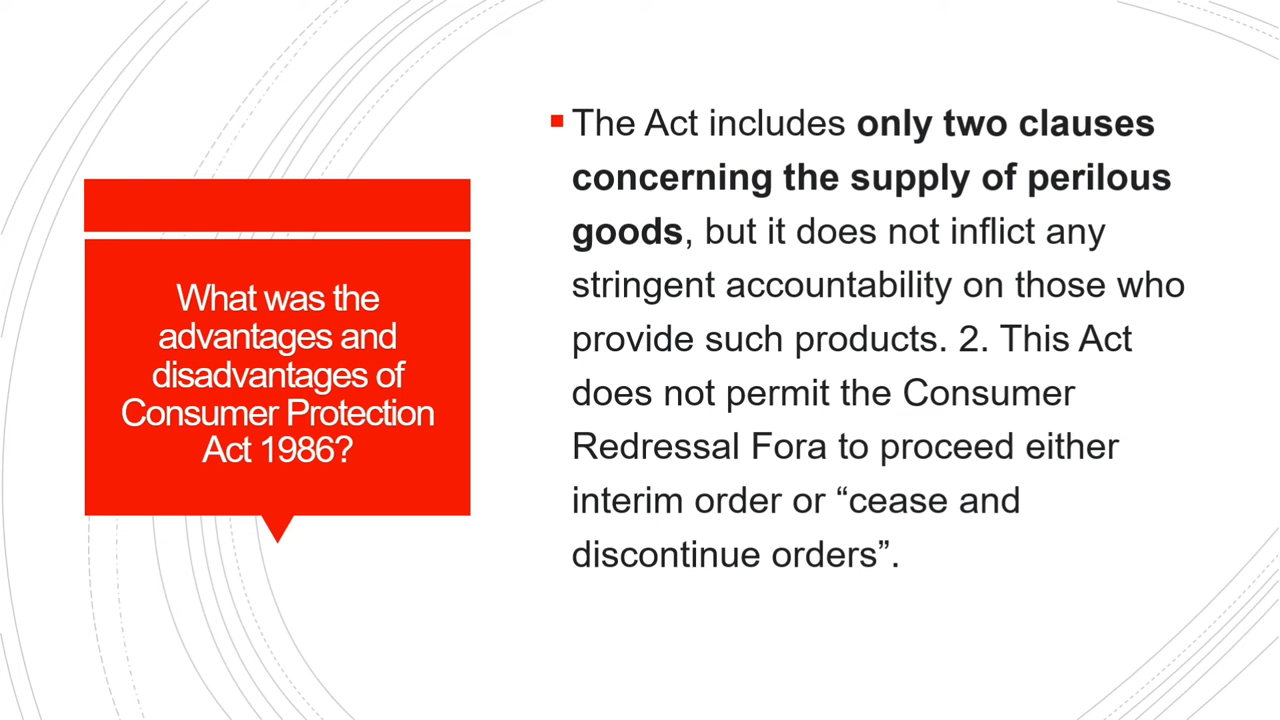 What was the
advantages and
disadvantages of
Consumer Protection
Act 1986?
▪ The Act includes only two clauses
concerning the supply of perilous
goods, but it does not inflict any
stringent accountability on those who
provide such products. 2. This Act
does not permit the Consumer
Redressal Fora to proceed either
interim order or “cease and
discontinue orders”.